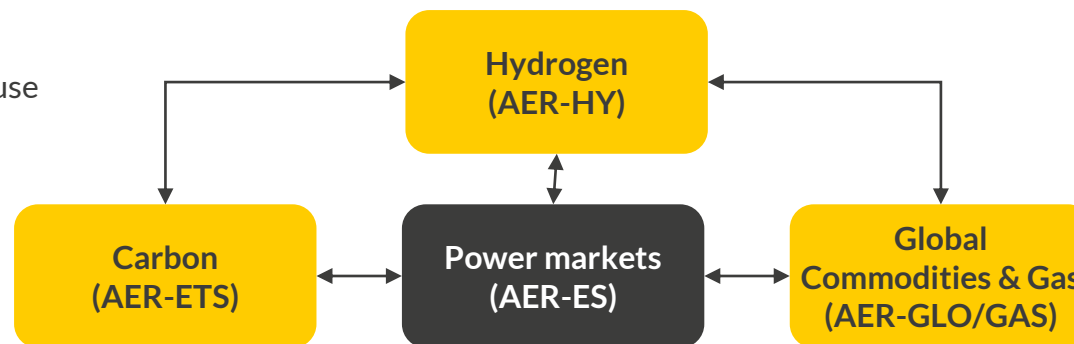 use
Hydrogen
(AER-HY)
Carbon
(AER-ETS)
Power markets
(AER-ES)
Global
Commodities & Gas
(AER-GLO/GAS)